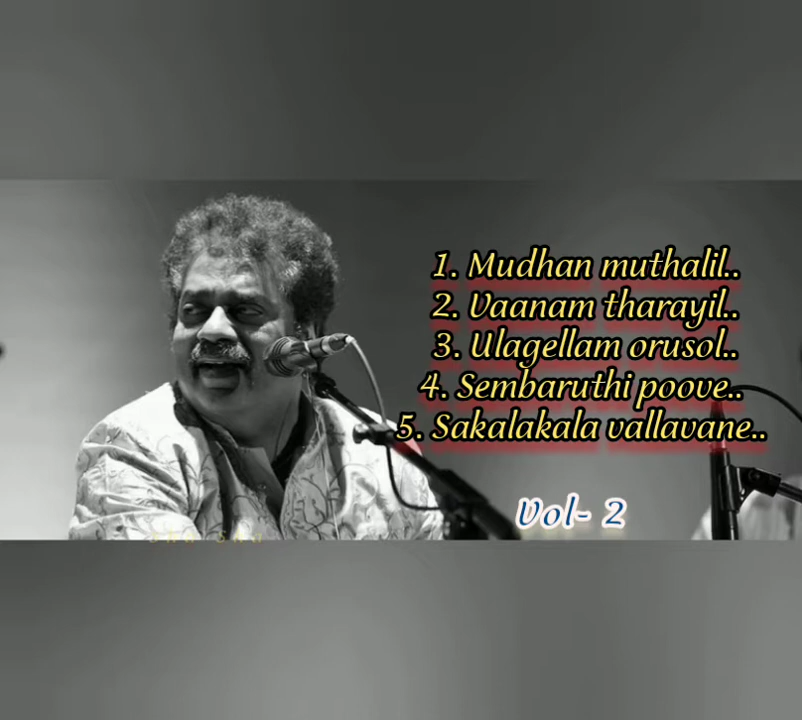 1. Mudhan muthalil..
2. Vaanam tharayil..
3. Ulagellam orusol..
4. Sembaruthi poove..
5. Sakalakala vallavane..
Vol- 2